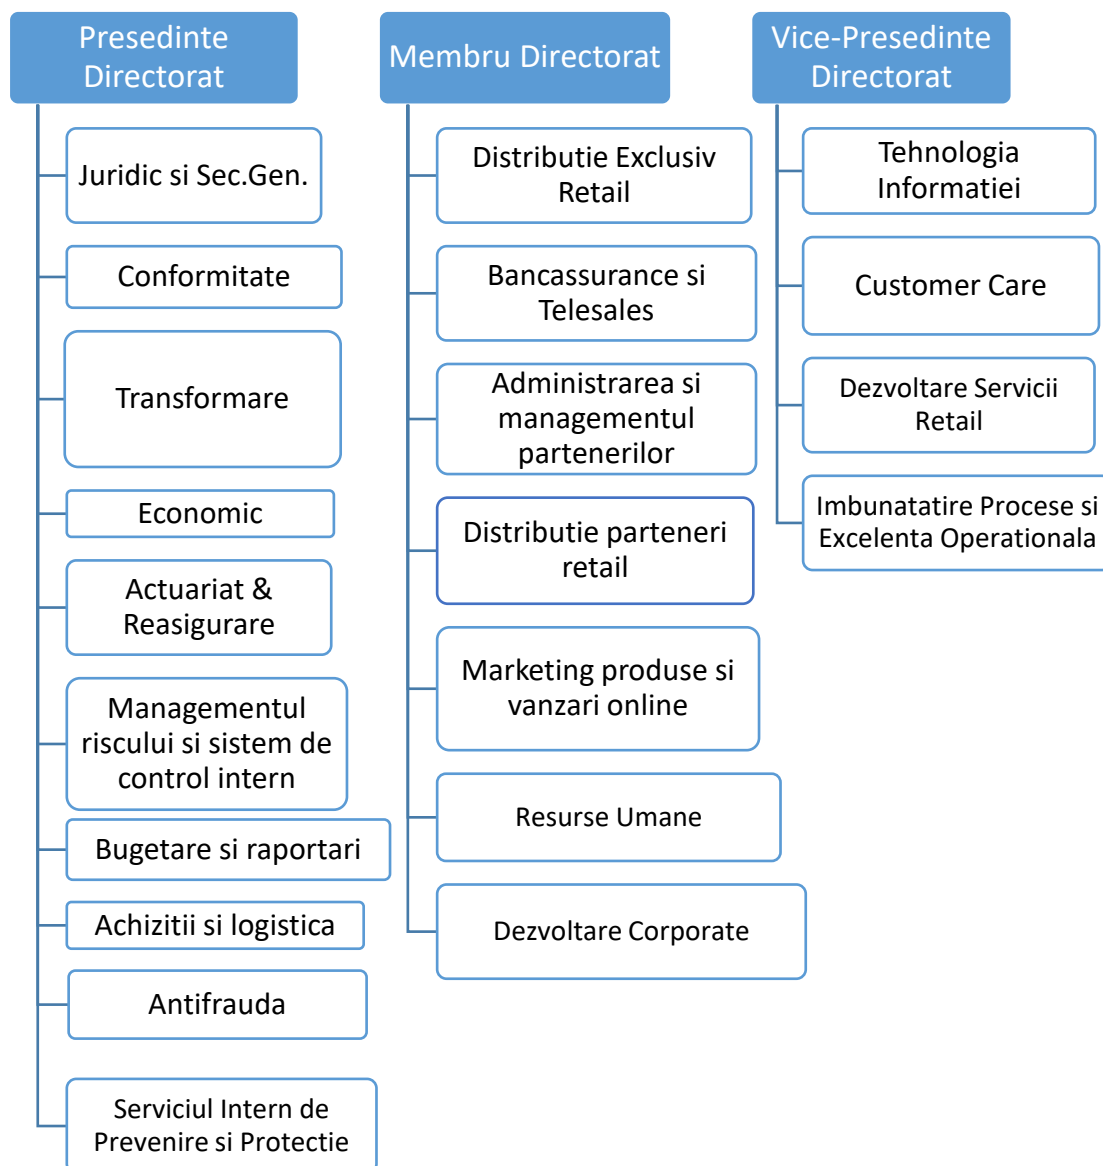 Presedinte
Directorat
Juridic si Sec.Gen.
Conformitate
Transformare
Economic
Actuariat &
Reasigurare
Managementul
riscului si sistem de
control intern
Bugetare si raportari
Achizitii si logistica
Antifrauda
Serviciul Intern de
Prevenire si Protectie
Membru Directorat
Distributie Exclusiv
Retail
Bancassurance si
Telesales
Administrarea si
managementul
partenerilor
Distributie parteneri
retail
Marketing produse si
vanzari online
Resurse Umane
Dezvoltare Corporate
Vice-Presedinte
Directorat
Tehnologia
Informatiei
Customer Care
Dezvoltare Servicii
Retail
Imbunatatire Procese si
Excelenta Operationala